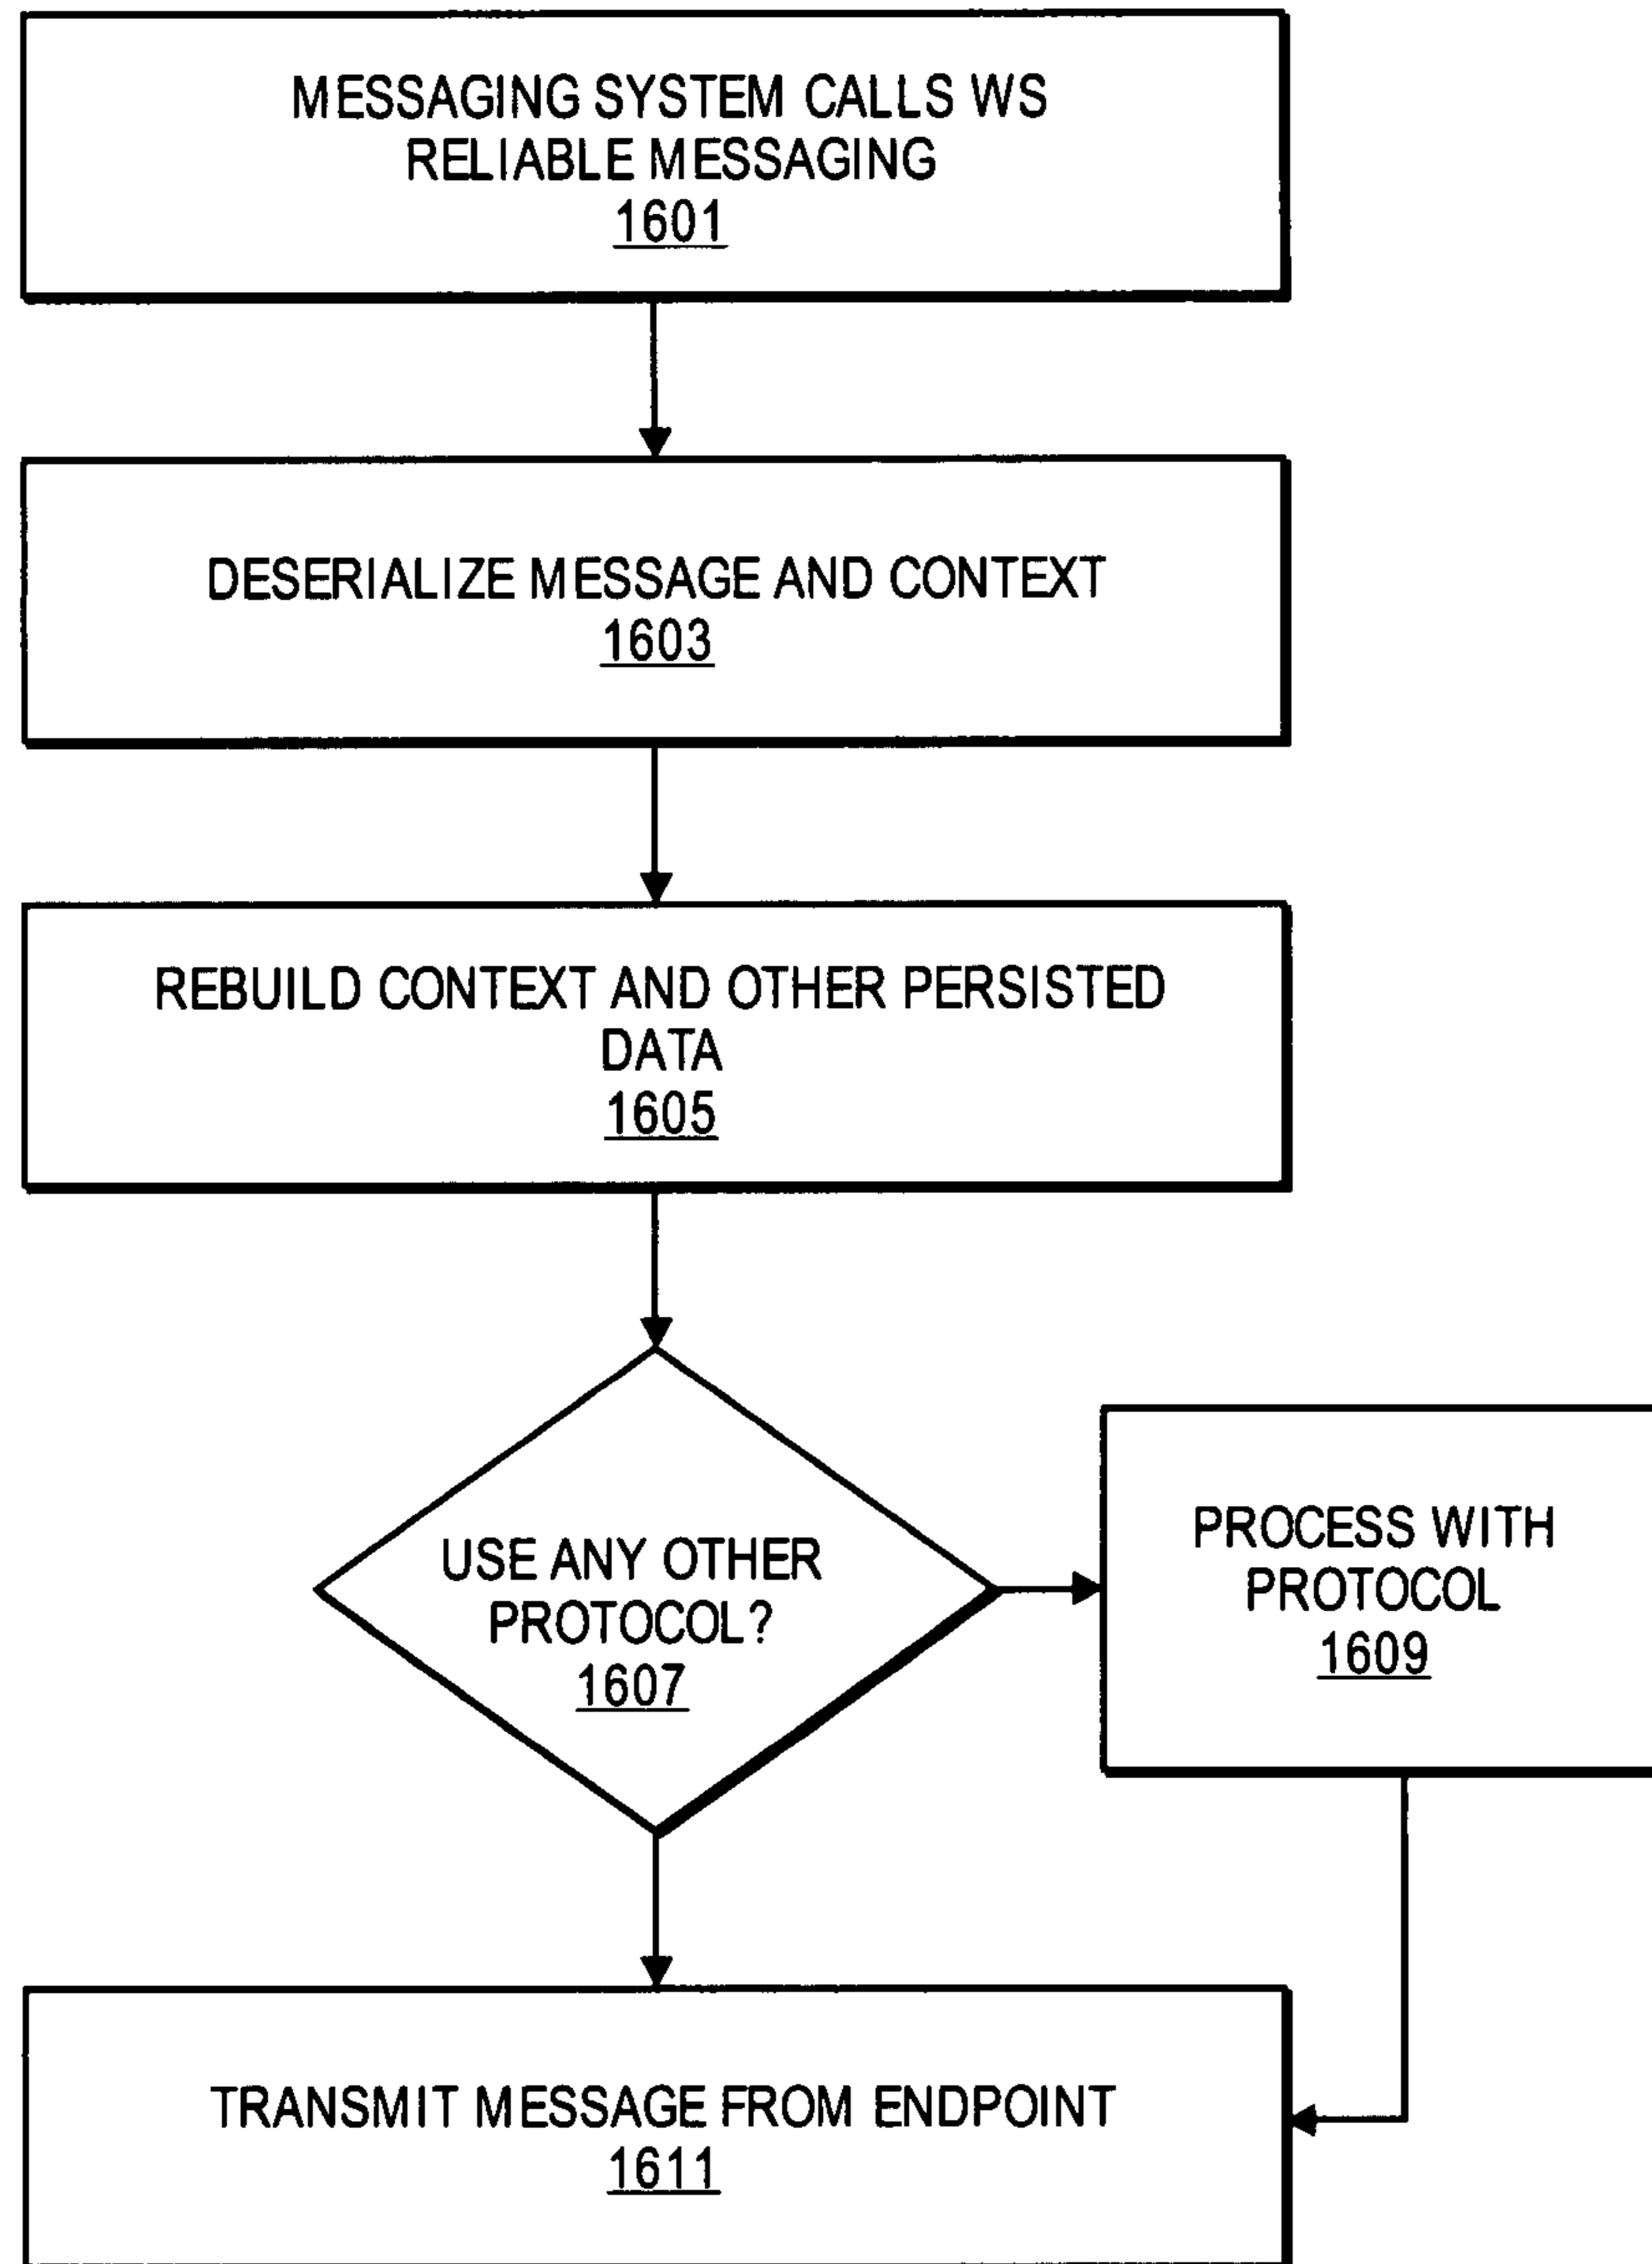 MESSAGING SYSTEM CALLS WS
RELIABLE MESSAGING
1601
DESERIALIZE MESSAGE AND CONTEXT
1603
REBUILD CONTEXT AND OTHER PERSISTED
DATA
1605
USE ANY OTHER
PROTOCOL?
1607
PROCESS WITH
PROTOCOL
1609
TRANSMIT MESSAGE FROM ENDPOINT
1611